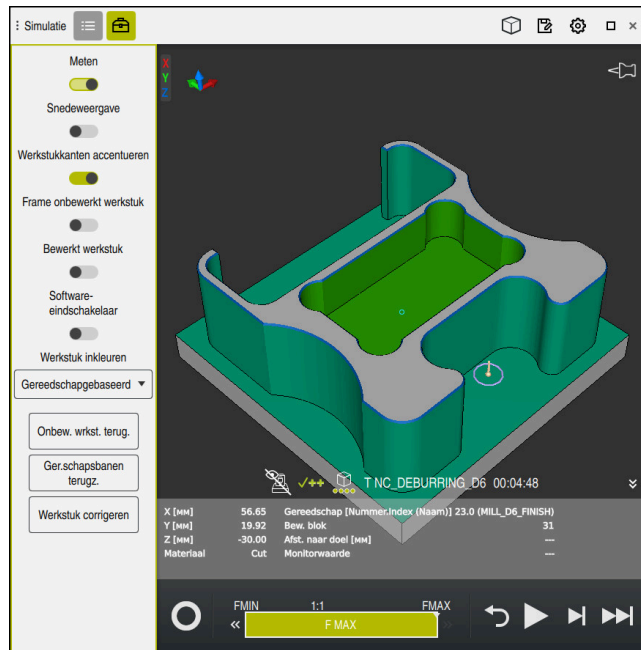 Simulatie
Meten
Snedeweergave
Werkstukkanten accentueren
Frame onbewerkt werkstuk
Bewerkt werkstuk
Software-
eindschakelaar
Werkstuk inkleuren
Gereedschapgebaseerd
Onbew. wrkst. terug.
Ger.schapsbanen
terugz.
Werkstuk corrigeren
X
Y
Z
T NC_DEBURRING_D6 00:04:48
X [MM] 56.65 Gereedschap [Nummer.Index (Naam)] 23.0 (MILL_D6_FINISH)
Y [MM] 19.92 Bew. blok 31
Z [MM] -30.00 Afst. naar doel [MM] ---
Materiaal Cut Monitorwaarde ---
FMIN 1:1 FMAX
F MAX